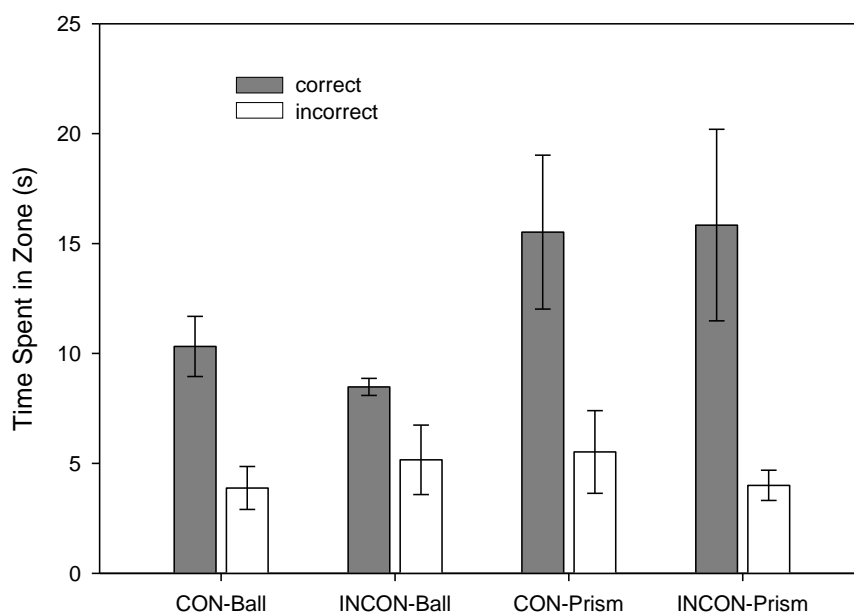 25
correct
incorrect
20
15
10
5
0
Time Spent in Zone (s)
CON-Ball
INCON-Ball
CON-Prism
INCON-Prism